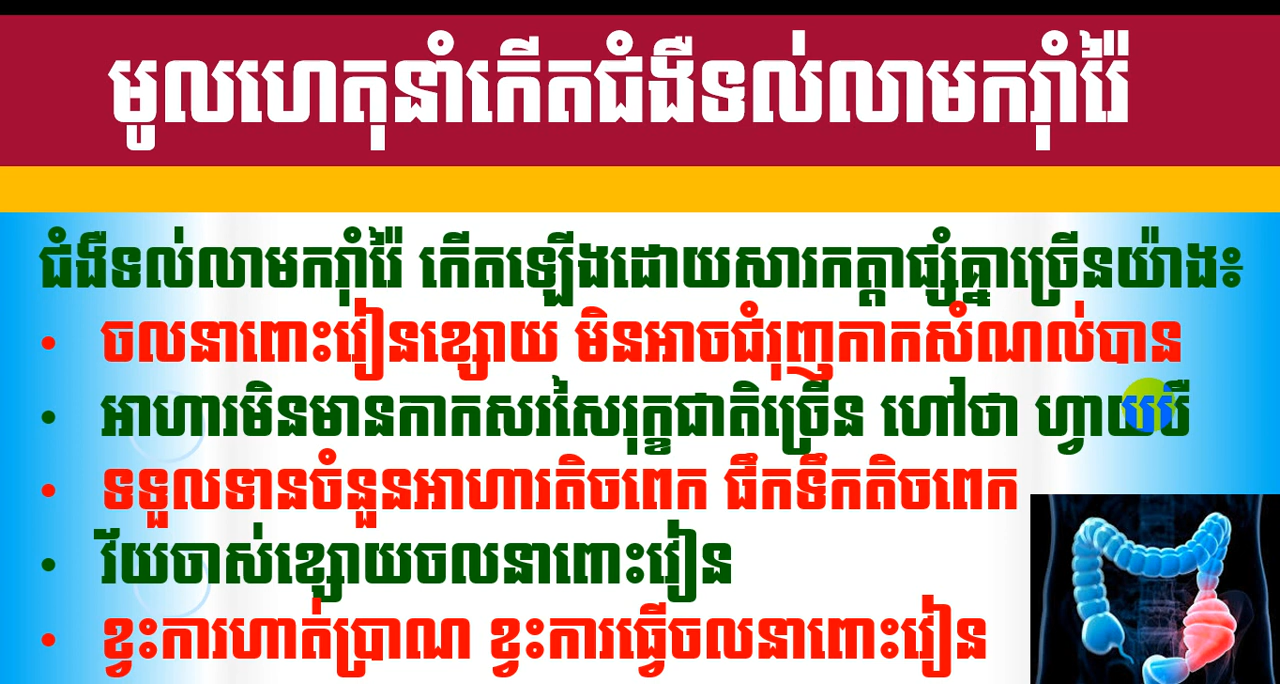 មូលហេតុនាំកើតជំងឺទល់លាមករ៉ាំរ៉ៃ
ជំងឺទល់លាមករ៉ាំរ៉ៃ កើតឡើងដោយសារកត្តាផ្សំគ្នាច្រើនយ៉ាង៖
• ចលនាពោះវៀនខ្សោយ មិនអាចជំរុញកាកសំណល់បាន
• អាហារមិនមានកាកសរសៃរុក្ខជាតិច្រើន ហៅថា ហ្វាយប៊ឺ
• ទទួលទានចំនួនអាហារតិចពេក ផឹកទឹកតិចពេក
• វ័យចាស់ខ្សោយចលនាពោះវៀន
• ខ្វះការហាត់ប្រាណ ខ្វះការធ្វើចលនាពោះវៀន